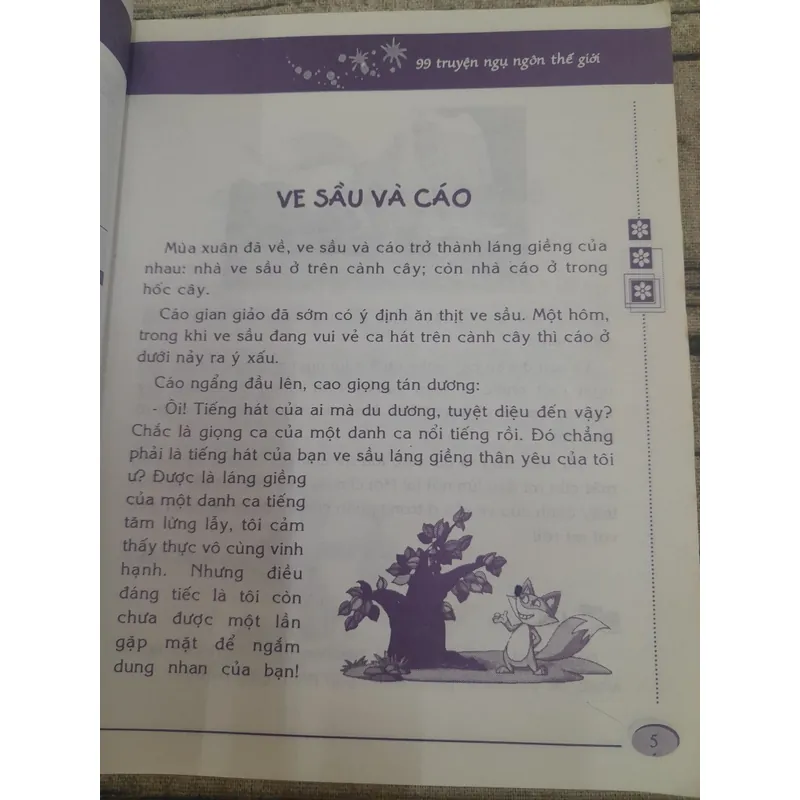 99 truyện ngụ ngôn thế giới
VE SẦU VÀ CÁO
Mùa xuân đã về, ve sầu và cáo trở thành láng giềng của
nhau: nhà ve sầu ở trên cành cây; còn nhà cáo ở trong
hốc cây.
Cáo gian giảo đã sớm có ý định ăn thịt ve sầu. Một hôm,
trong khi ve sầu đang vui vẻ ca hát trên cành cây thì cáo ở
dưới nảy ra ý xấu.
Cáo ngẩng đầu lên, cao giọng tán dương:
- Ôi! Tiếng hát của ai mà du dương, tuyệt diệu đến vậy?
Chắc là giọng ca của một danh ca nổi tiếng rồi. Đó chẳng
phải là tiếng hát của bạn ve sầu láng giềng thân yêu của tôi
ư? Được là láng giềng
của một danh ca tiếng
tăm lừng lẫy, tôi cảm
thấy thực vô cùng vinh
hạnh. Nhưng điều
đáng tiếc là tôi còn
chưa được một lần
gặp mặt để ngắm
dung nhan của bạn!
5